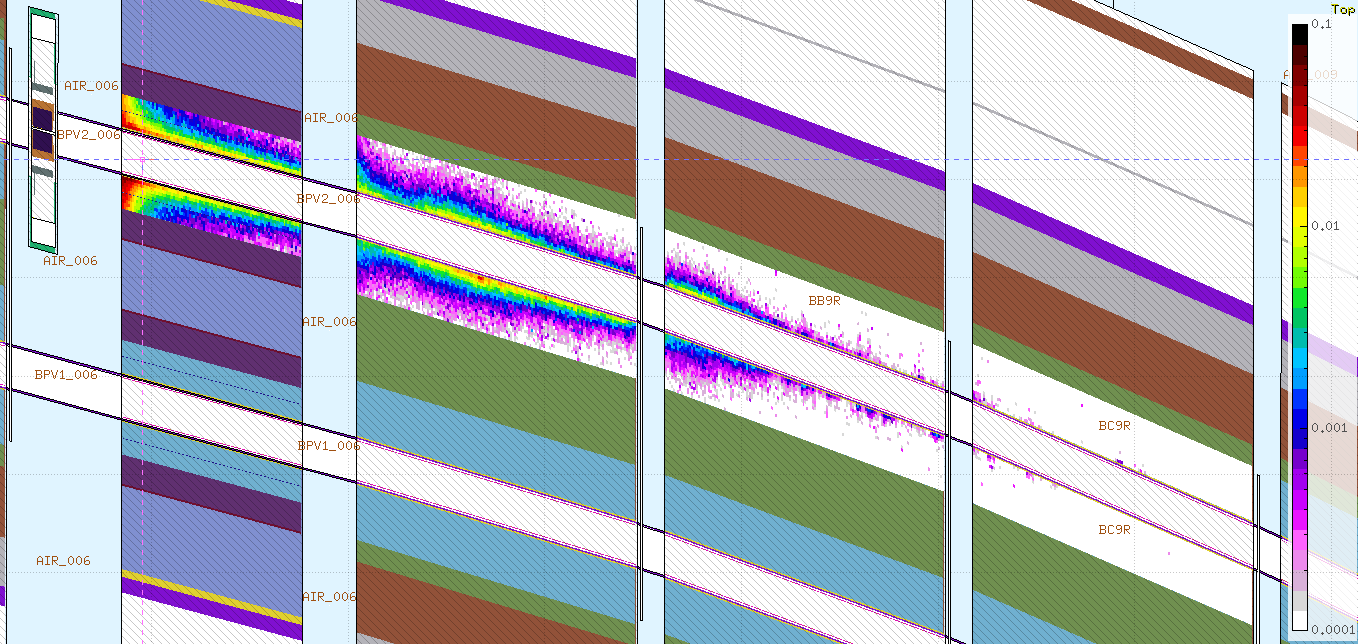 Top
0.1
AIR_006
AIR_006
BPV2_006
BPV2_006
0.01
AIR_006
BB9R
AIR_006
BPV1_006
BC9R
0.001
BPV1_006
BC9R
AIR_006
AIR_006
0.0001